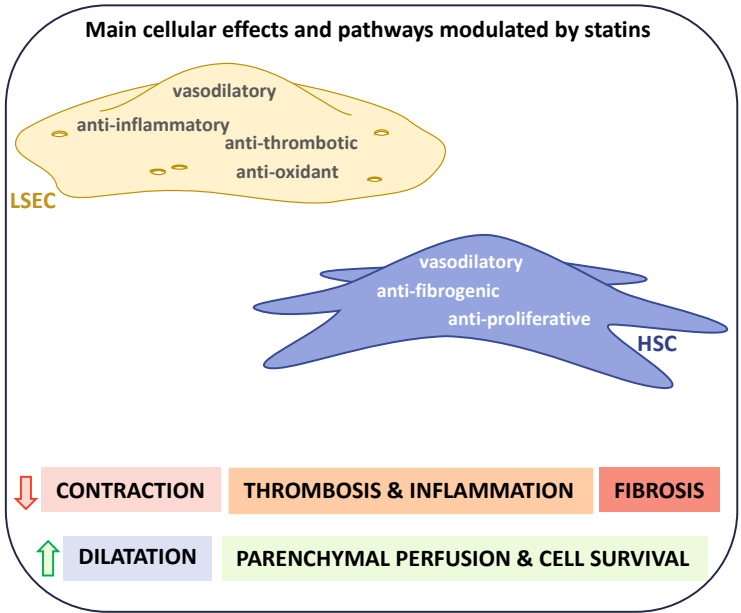 Main cellular effects and pathways modulated by statins
vasodilatory
anti-inflammatory
anti-thrombotic
anti-oxidant
LSEC
vasodilatory
anti-fibrogenic
anti-proliferative
HSC
CONTRACTION THROMBOSIS & INFLAMMATION FIBROSIS
DILATATION PARENCHYMAL PERFUSION & CELL SURVIVAL